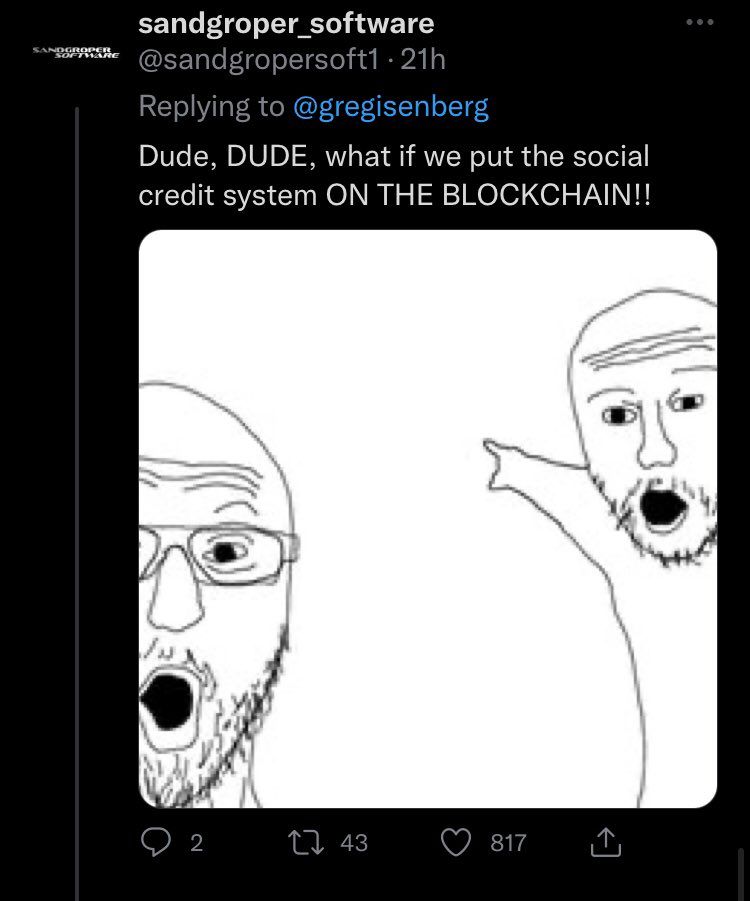 sandgroper_software
SANDGROPER
SOFTWARE
@sandgropersoft1 · 21h
Replying to @gregisenberg
Dude, DUDE, what if we put the social
credit system ON THE BLOCKCHAIN!!
2 43 817